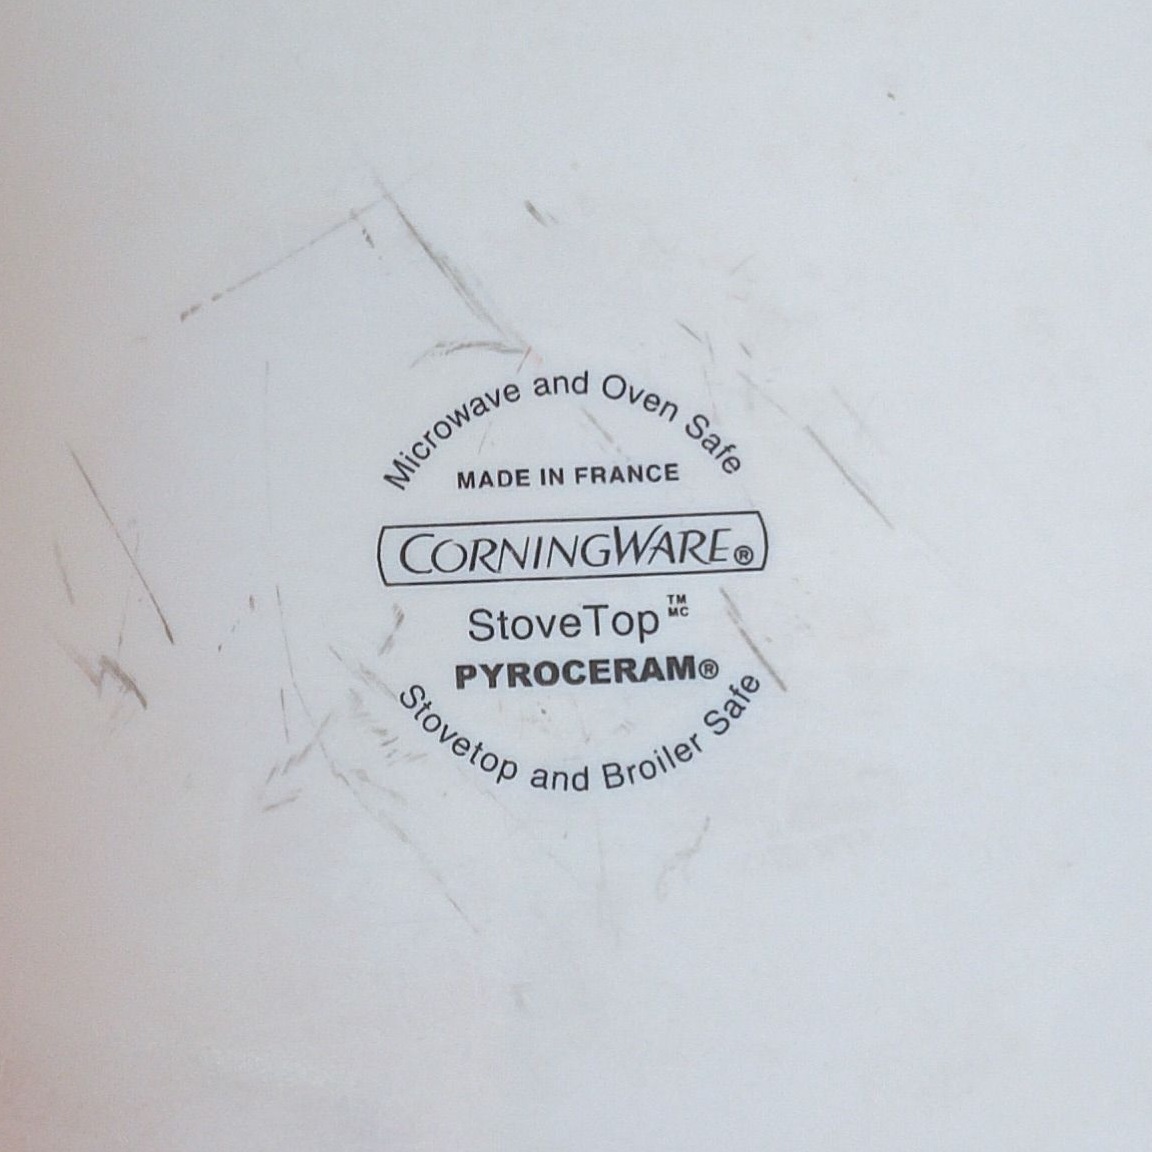 Microwave and Oven Safe
MADE IN FRANCE
CORNINGWARE®
StoveTop™ MC
PYROCERAM®
Stovetop and Broiler Safe